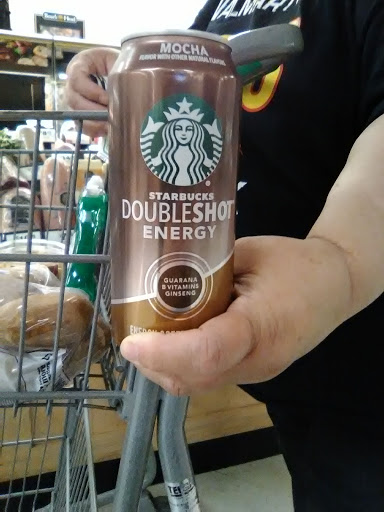 MOCHA
STARBUCKS
DOUBLESHOT
ENERGY
GUARANA
B VITAMINS
GINSENG